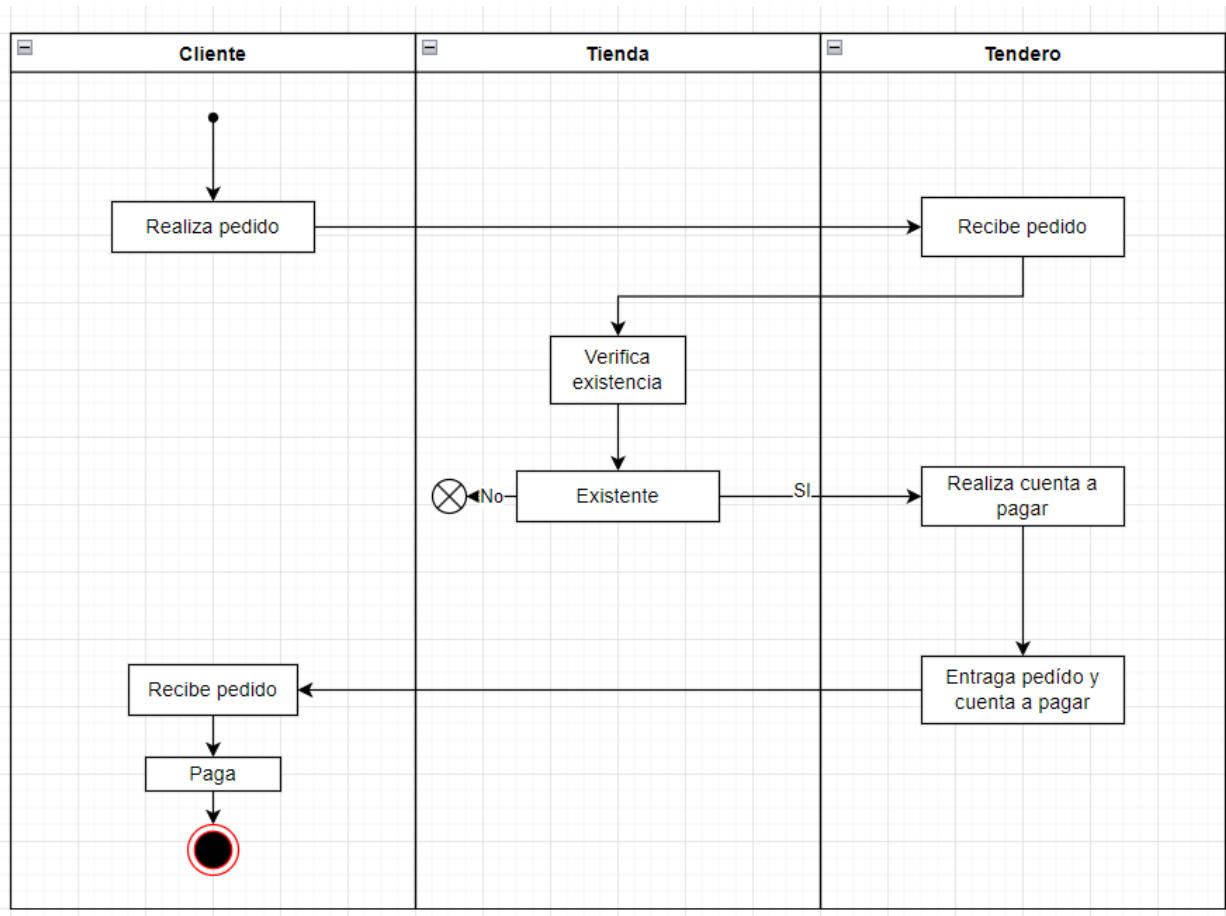 Cliente
Tienda
Tendero
Realiza pedido
Recibe pedido
Verifica
existencia
No
Existente
SI
Realiza cuenta a
pagar
Recibe pedido
Entraga pedído y
cuenta a pagar
Paga